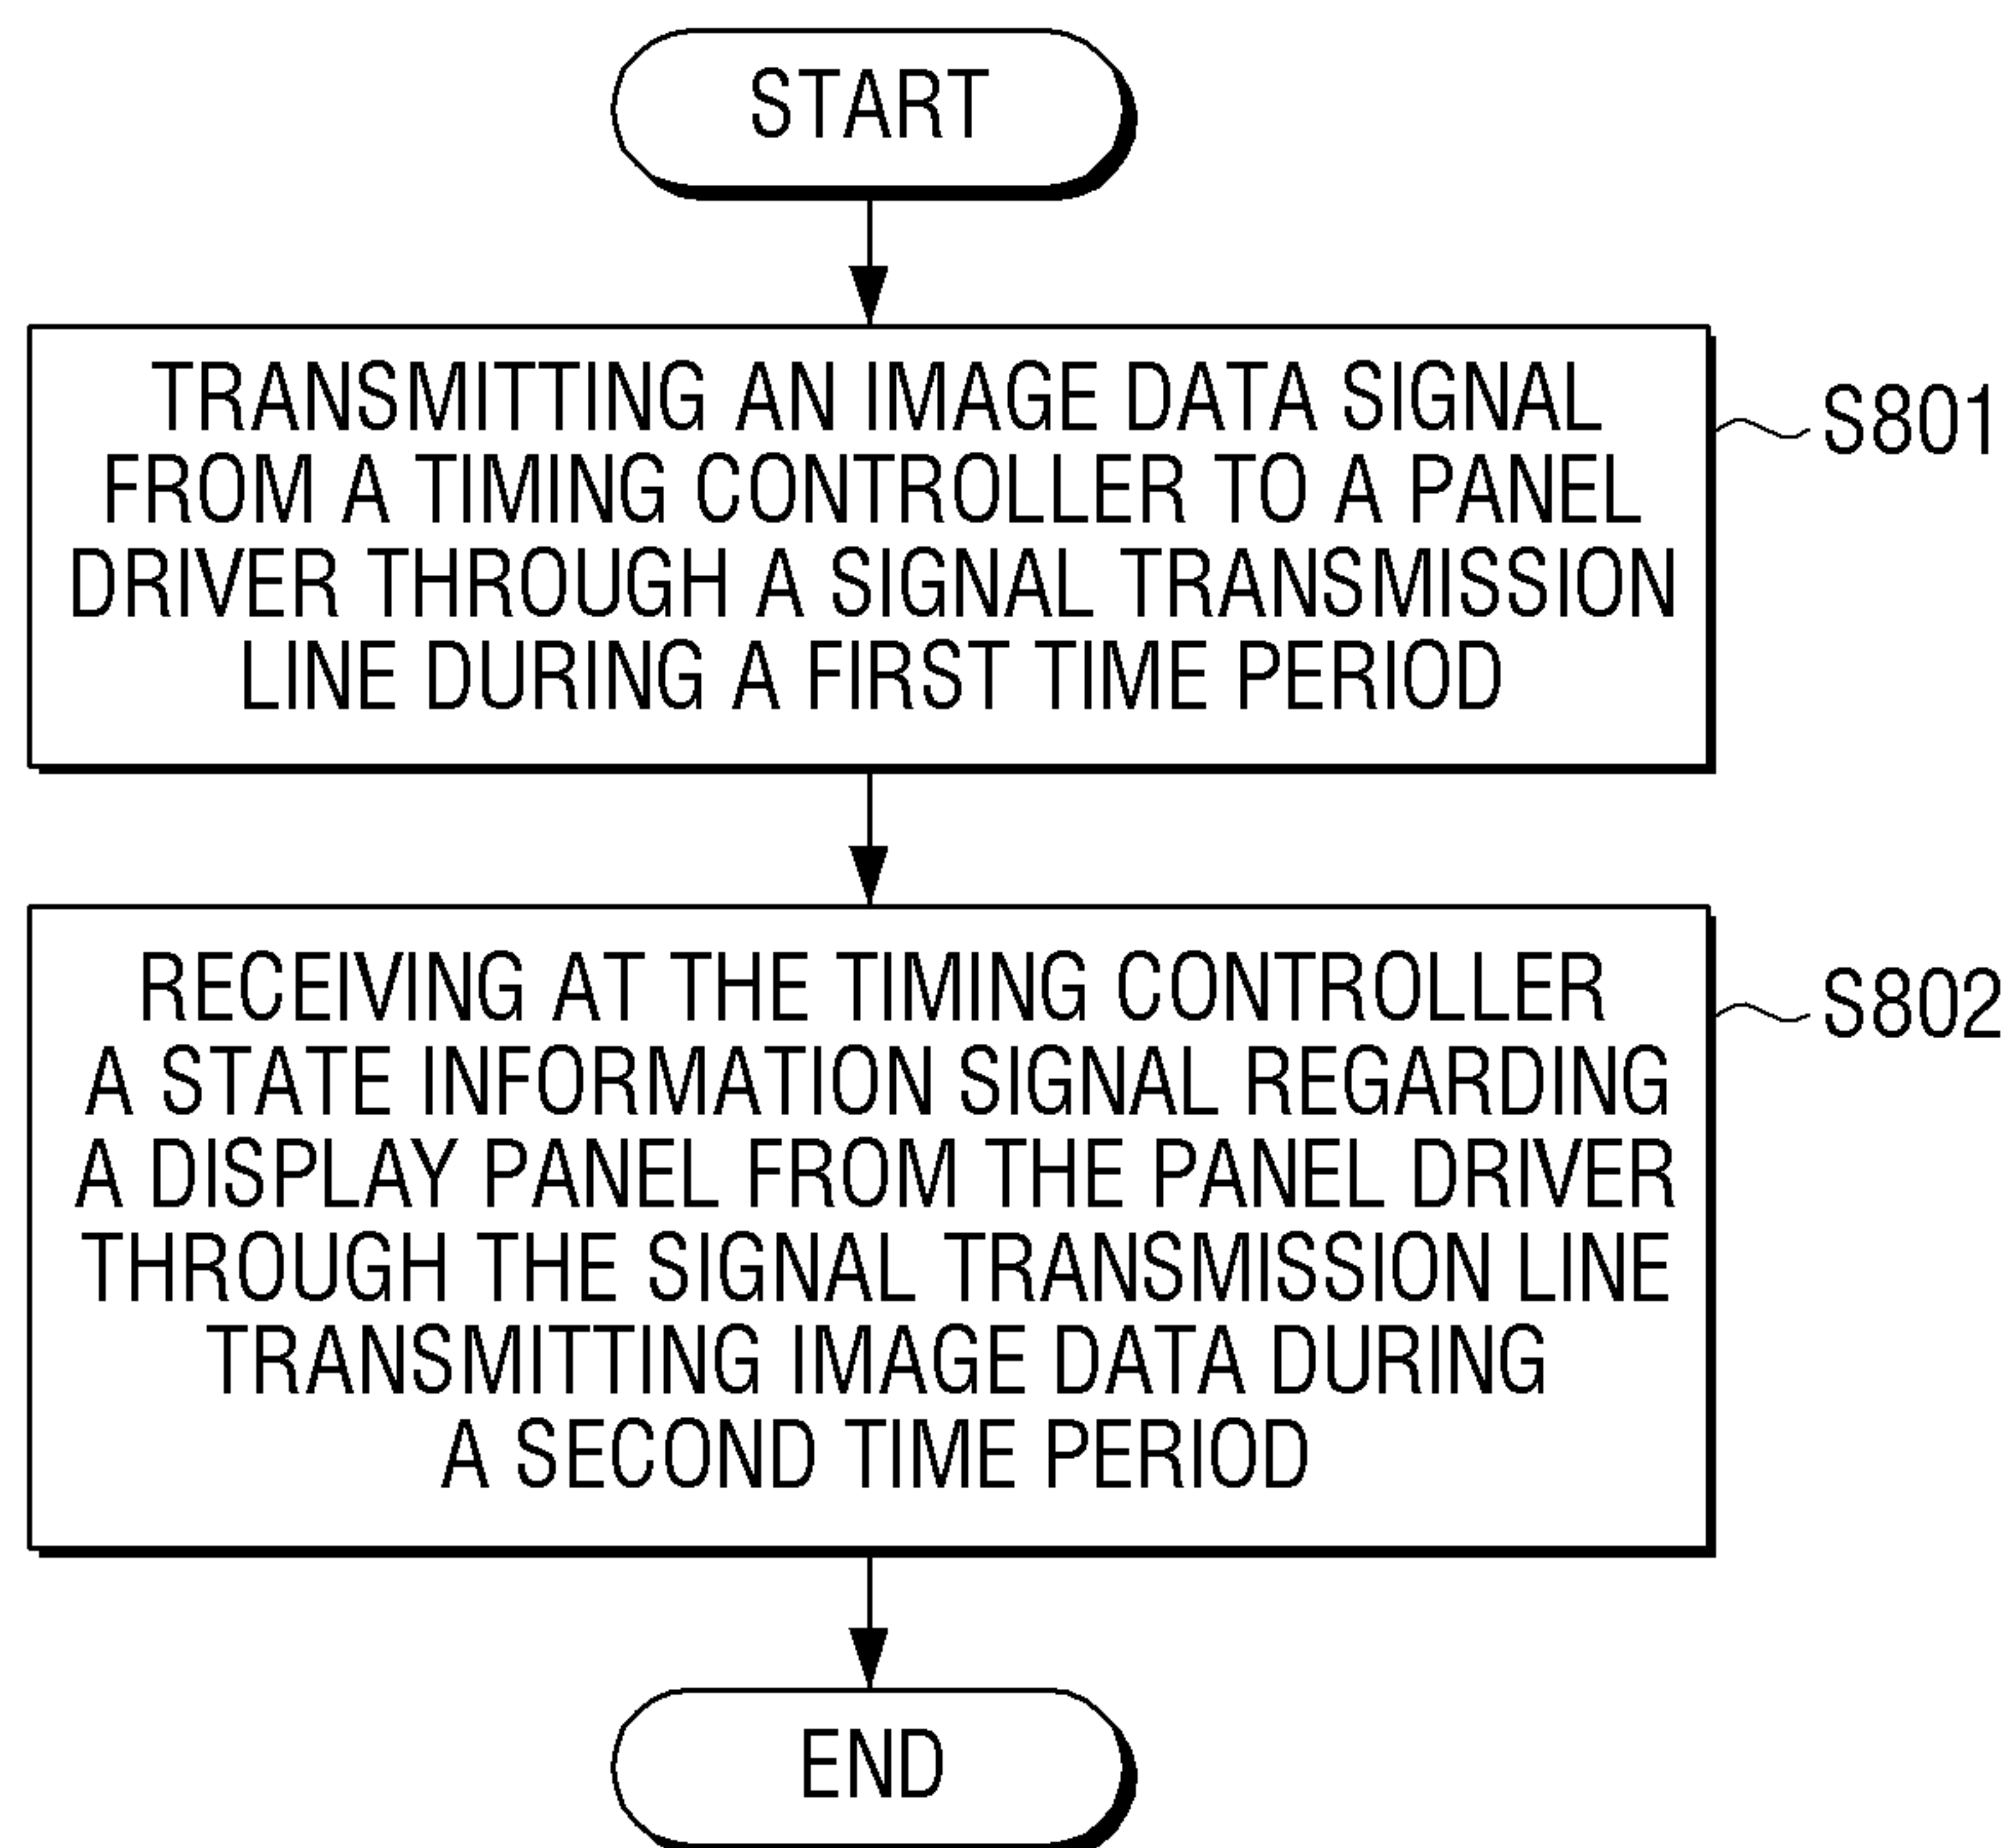 START
TRANSMITTING AN IMAGE DATA SIGNAL
FROM A TIMING CONTROLLER TO A PANEL
DRIVER THROUGH A SIGNAL TRANSMISSION
LINE DURING A FIRST TIME PERIOD
S801
RECEIVING AT THE TIMING CONTROLLER
A STATE INFORMATION SIGNAL REGARDING
A DISPLAY PANEL FROM THE PANEL DRIVER
THROUGH THE SIGNAL TRANSMISSION LINE
TRANSMITTING IMAGE DATA DURING
A SECOND TIME PERIOD
S802
END